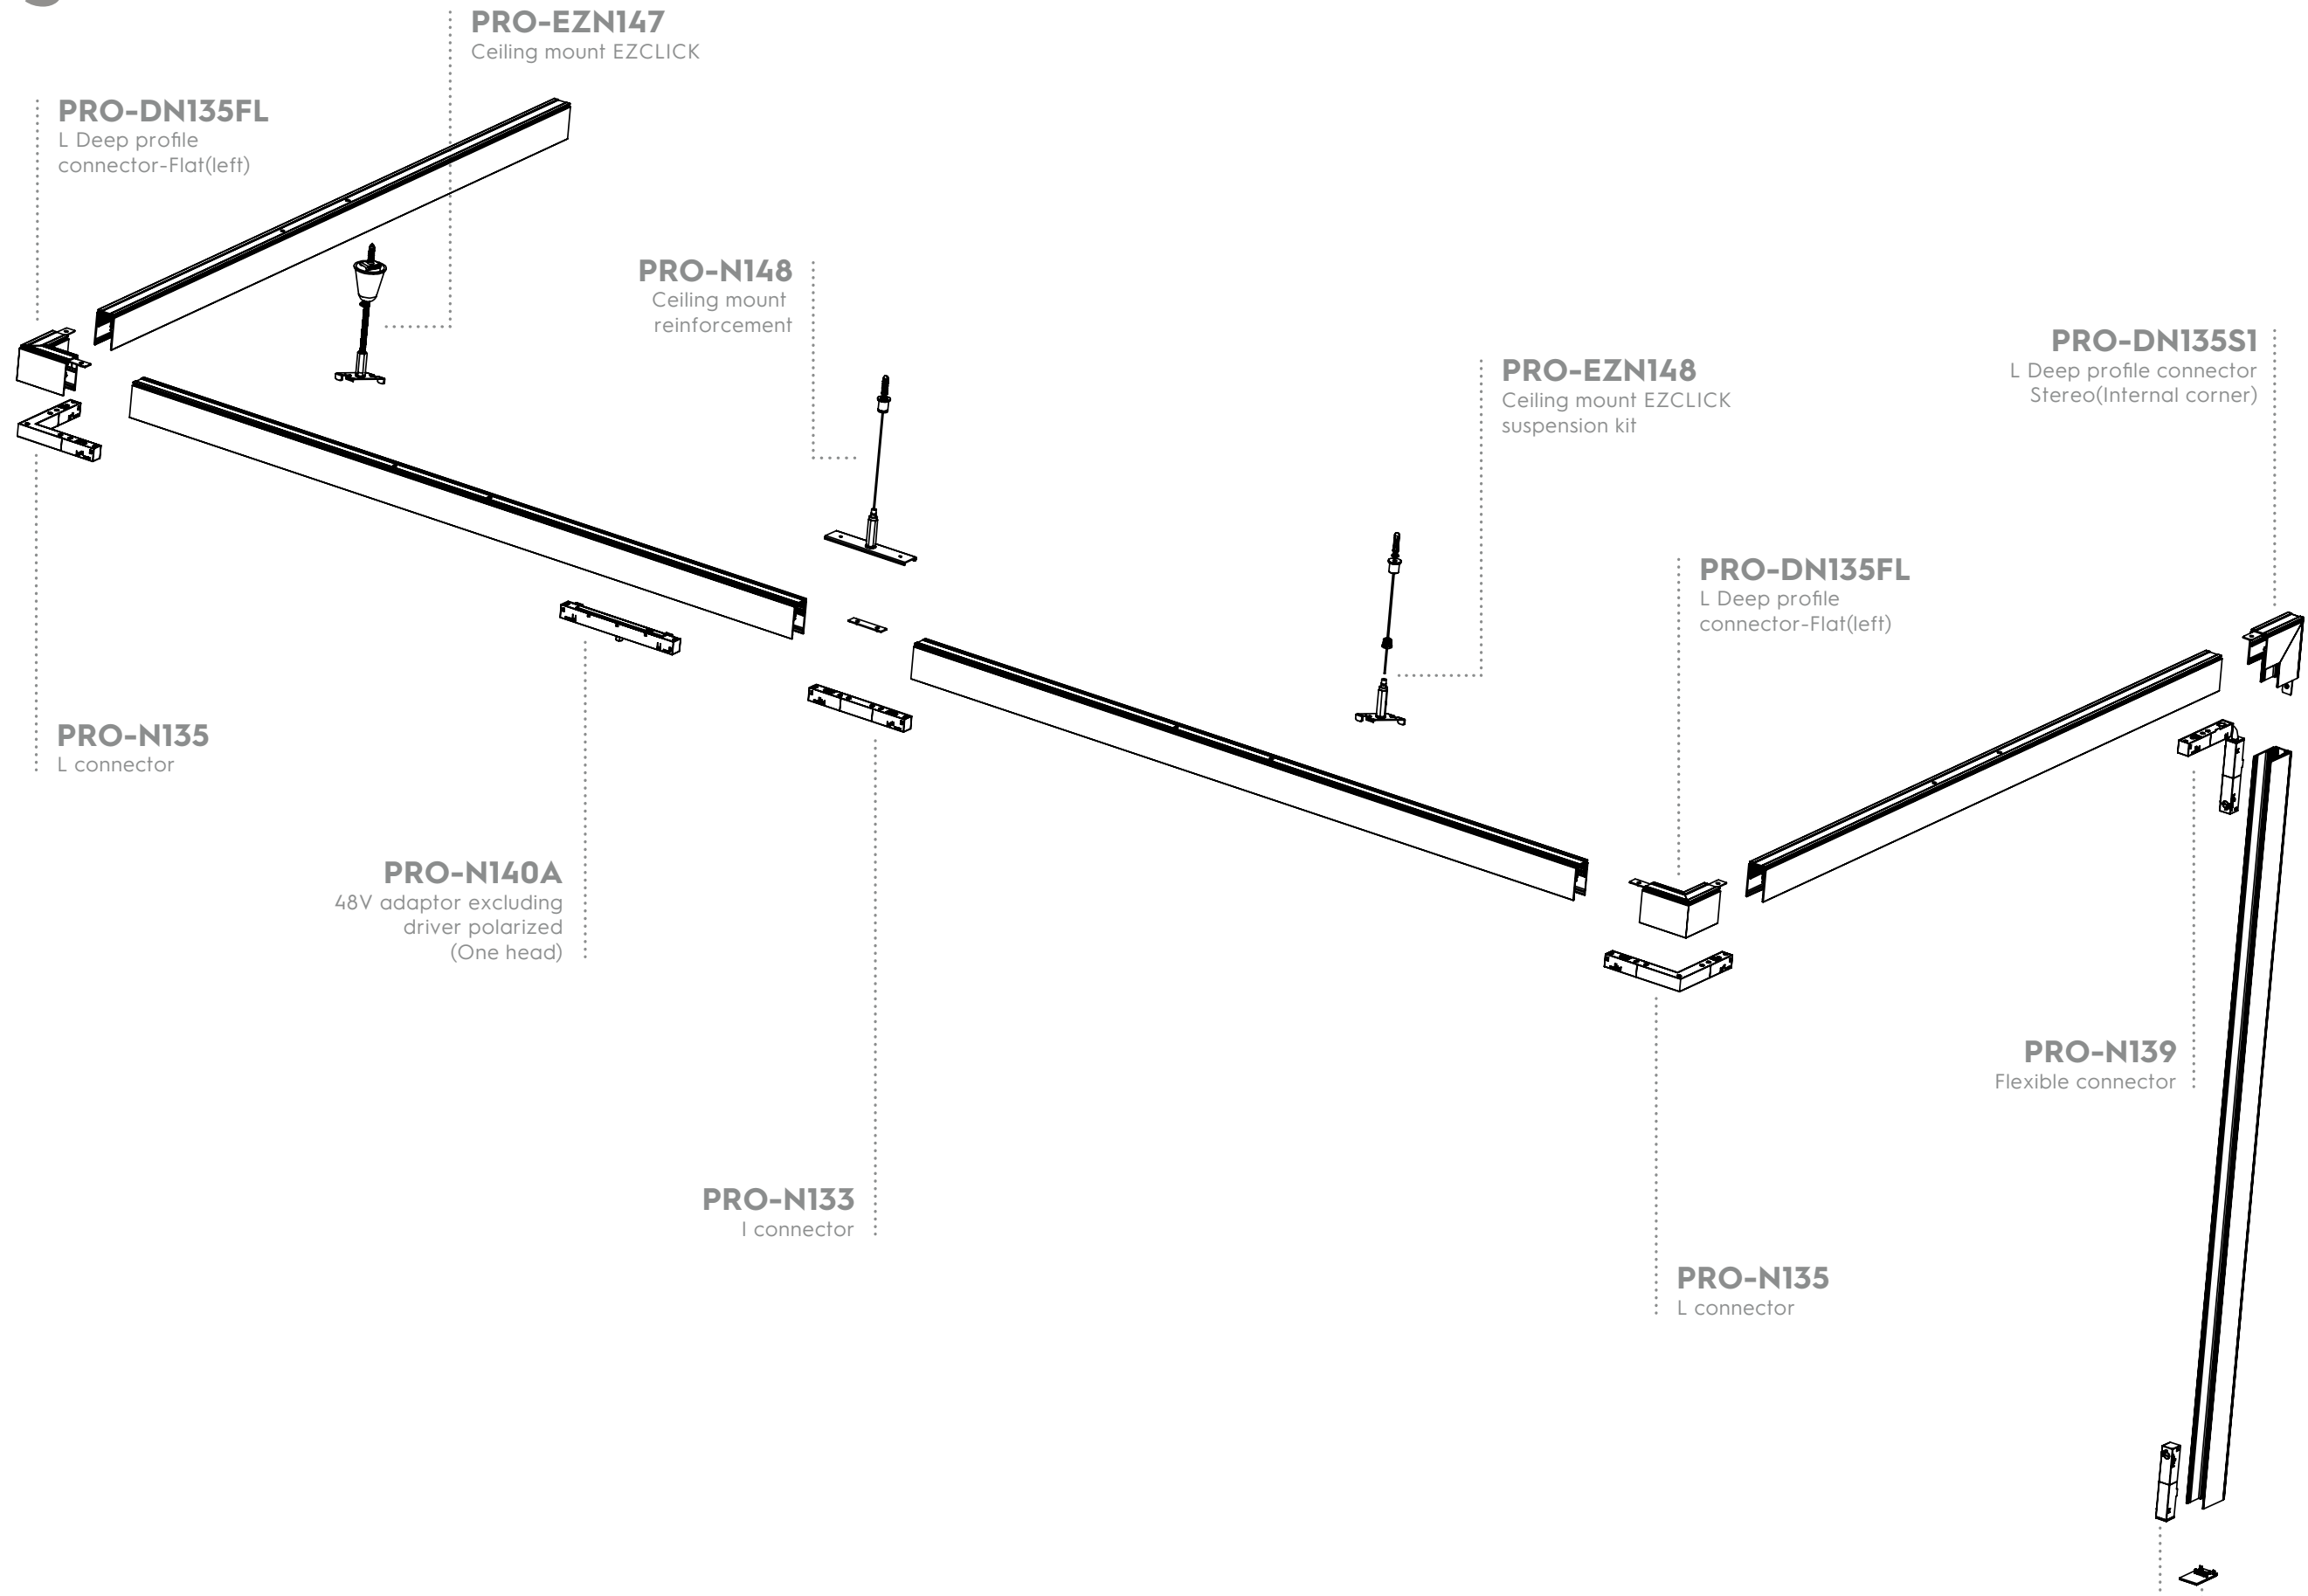 PRO-EZN147
Ceiling mount EZCLICK
PRO-DN135FL
L Deep profile
connector-Flat(left)
PRO-N148
Ceiling mount
reinforcement
PRO-DN135S1
L Deep profile connector
Stereo(Internal corner)
PRO-EZN148
Ceiling mount EZCLICK
suspension kit
PRO-DN135FL
L Deep profile
connector-Flat(left)
PRO-N135
L connector
PRO-N140A
48V adaptor excluding
driver polarized
(One head)
PRO-N139
Flexible connector
PRO-N133
I connector
PRO-N135
L connector